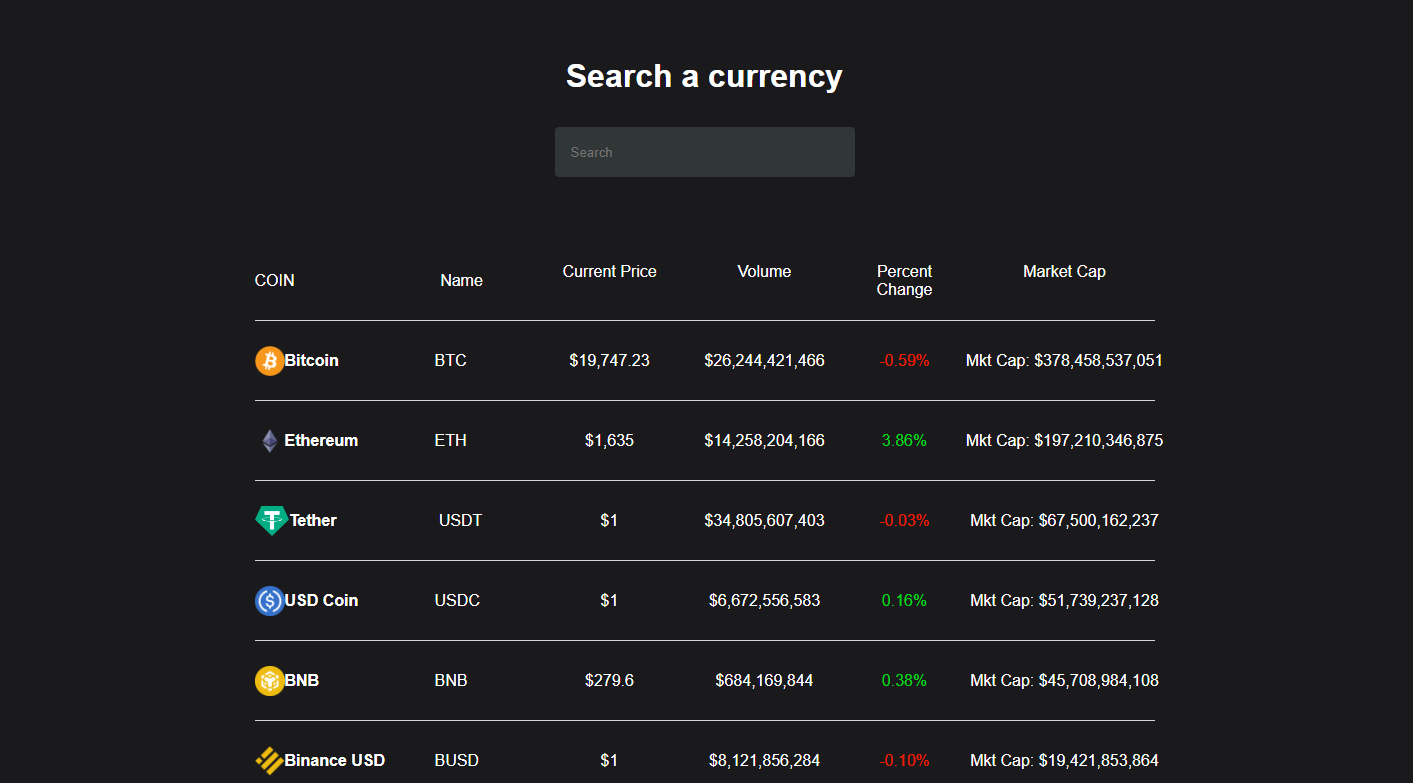 Search a currency
Search
COIN Name Current Price Volume Percent Change Market Cap
Bitcoin BTC $19,747.23 $26,244,421,466 -0.59% Mkt Cap: $378,458,537,051
Ethereum ETH $1,635 $14,258,204,166 3.86% Mkt Cap: $197,210,346,875
Tether USDT $1 $34,805,607,403 -0.03% Mkt Cap: $67,500,162,237
USD Coin USDC $1 $6,672,556,583 0.16% Mkt Cap: $51,739,237,128
BNB BNB $279.6 $684,169,844 0.38% Mkt Cap: $45,708,984,108
Binance USD BUSD $1 $8,121,856,284 -0.10% Mkt Cap: $19,421,853,864